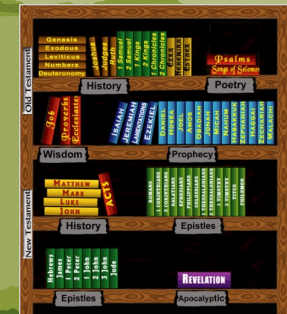 Old Testament
Genesis
Exodous
Leviticus
Numbers
Deuteronomy
Joshua
Judges
Ruth
1 Samuel
2 Samuel
1 Kings
2 Kings
1 Chronicles
2 Chronicles
Ezra
Nehemiah
Esther
Psalms
Songs of Solomon
History
Poetry
Job
Proverbs
Ecclesiastes
ISAIAH
JEREMIAH
LAMENTATIONS
EZEKIEL
DANIEL
HOSEA
JOEL
AMOS
OBADIAH
JONAH
MICAH
NAHUM
HABAKKUK
ZEPHANIAH
HAGGAI
ZECHARIAH
MALACHI
Wisdom
Prophecy
New Testament
Matthew
Mark
Luke
John
ACTS
ROMANS
1 CORINTHIANS
2 CORINTHIANS
GALATIANS
EPHESIANS
PHILIPPIANS
COLOSSIANS
1 THESSALONIANS
2 THESSALONIANS
1 TIMOTHY
2 TIMOTHY
TITUS
PHILEMON
History
Epistles
Hebrews
James
1 Peter
2 Peter
1 John
2 John
3 John
Jude
Revelation
Epistles
Apocalyptic